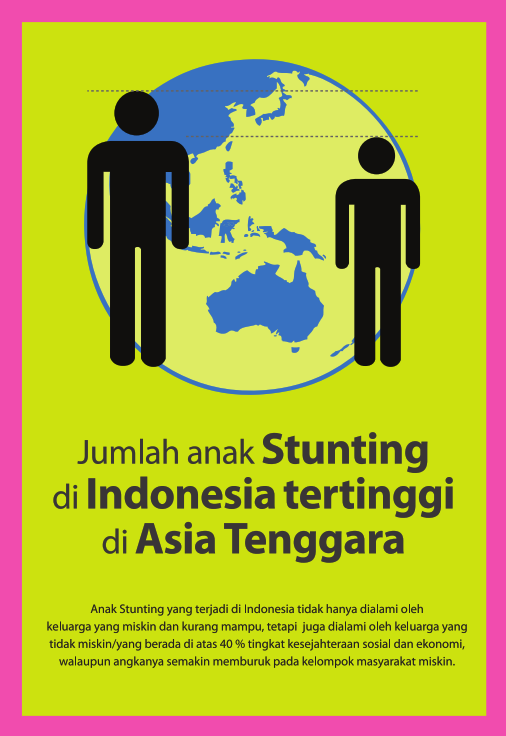 Jumlah anak Stunting
di Indonesia tertinggi
di Asia Tenggara
Anak Stunting yang terjadi di Indonesia tidak hanya dialami oleh
keluarga yang miskin dan kurang mampu, tetapi juga dialami oleh keluarga yang
tidak miskin/yang berada di atas 40 % tingkat kesejahteraan sosial dan ekonomi,
walaupun angkanya semakin memburuk pada kelompok masyarakat miskin.